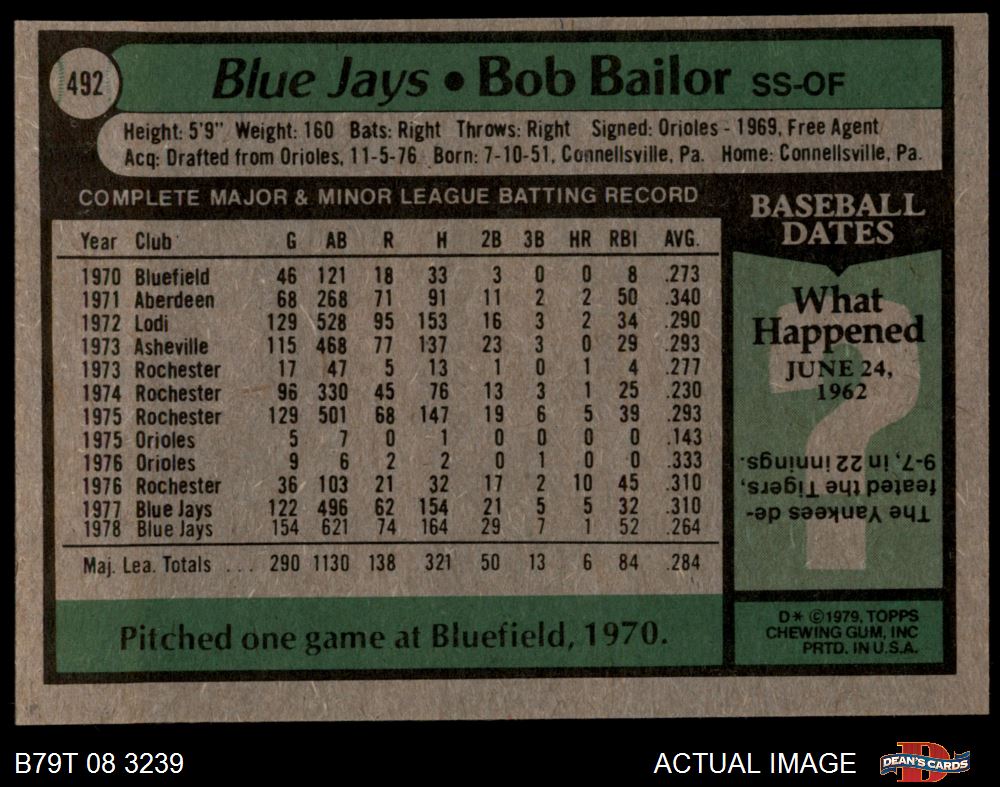 492
Blue Jays • Bob Bailor SS-OF
Height: 5'9" Weight: 160 Bats: Right Throws: Right Signed: Orioles - 1969, Free Agent
Acq: Drafted from Orioles, 11-5-76 Born: 7-10-51, Connellsville, Pa. Home: Connellsville, Pa.
COMPLETE MAJOR & MINOR LEAGUE BATTING RECORD
Year Club G AB R H 2B 3B HR RBI AVG.
1970 Bluefield 46 121 18 33 3 0 0 8 .273
1971 Aberdeen 68 268 71 91 11 2 2 50 .340
1972 Lodi 129 528 95 153 16 3 2 34 .290
1973 Asheville 115 468 77 137 23 3 0 29 .293
1973 Rochester 17 47 5 13 1 0 1 4 .277
1974 Rochester 96 330 45 76 13 3 1 25 .230
1975 Rochester 129 501 68 147 19 6 5 39 .293
1975 Orioles 5 7 0 1 0 0 0 0 .143
1976 Orioles 9 6 2 2 0 1 0 0 .333
1976 Rochester 36 103 21 32 17 2 10 45 .310
1977 Blue Jays 122 496 62 154 21 5 5 32 .310
1978 Blue Jays 154 621 74 164 29 7 1 52 .264
Maj. Lea. Totals . . . 290 1130 138 321 50 13 6 84 .284
Pitched one game at Bluefield, 1970.
BASEBALL
DATES
What
Happened
JUNE 24,
1962
?
The Yankees de-
feated the Tigers,
9-7, in 22 innings.
D* ©1979, TOPPS
CHEWING GUM, INC
PRTD. IN U.S.A.
B79T 08 3239
ACTUAL IMAGE
D
DEAN'S CARDS